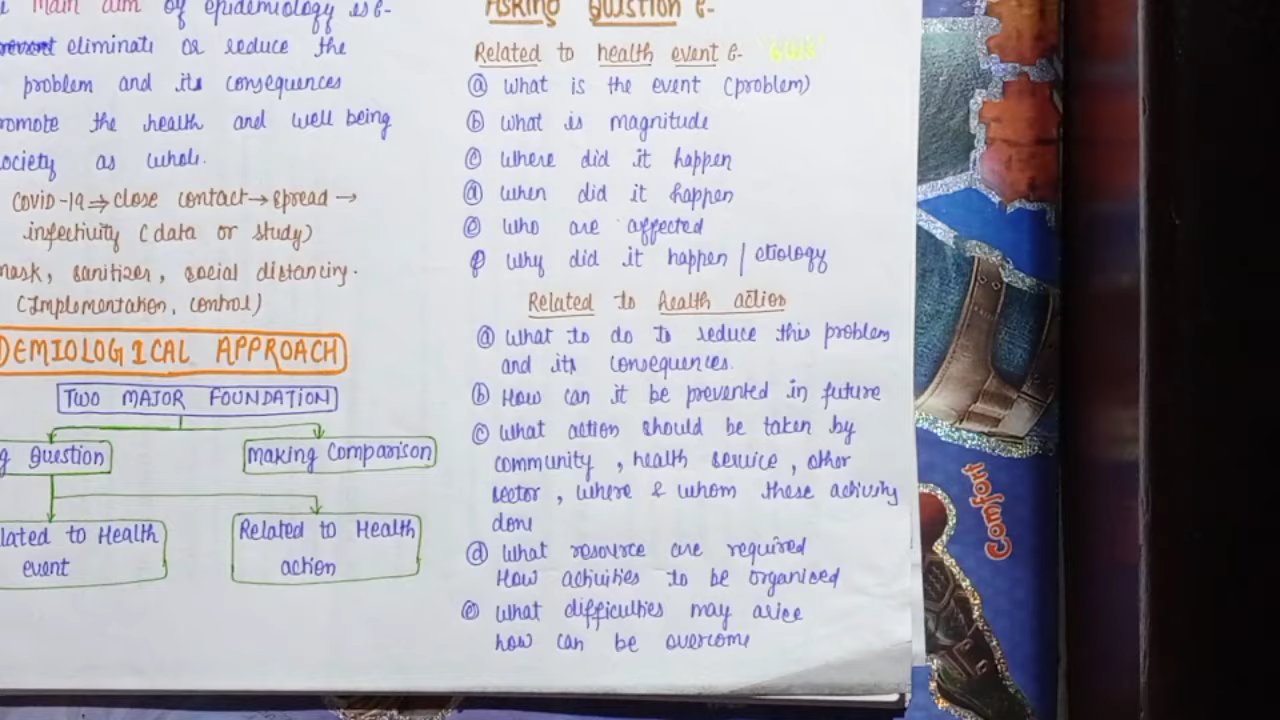 main aim of epidemiology is :-
prevent eliminate or reduce the
problem and its consequences
romote the health and well being
ociety as whole.
Covid-19 ⇒ close contact → spread →
infectivity (data or study)
mask, sanitizer, social distancing.
(Implementation, control)
DEMIOLOGICAL APPROACH
TWO MAJOR FOUNDATION
g Question
making Comparison
lated to Health
event
Related to Health
action
Asking Question :-
Related to health event :-
(a) what is the event (problem)
(b) what is magnitude
(c) where did it happen
(d) when did it happen
(e) who are affected
(f) why did it happen / etiology
Related to health action
(a) what to do to reduce this problem
and its consequences.
(b) How can it be prevented in future
(c) what action should be taken by
community, health service, other
sector, where & whom these activity
done
(d) what resource are required
How activities to be organised
(e) what difficulties may arise
how can be overcome
Comfort